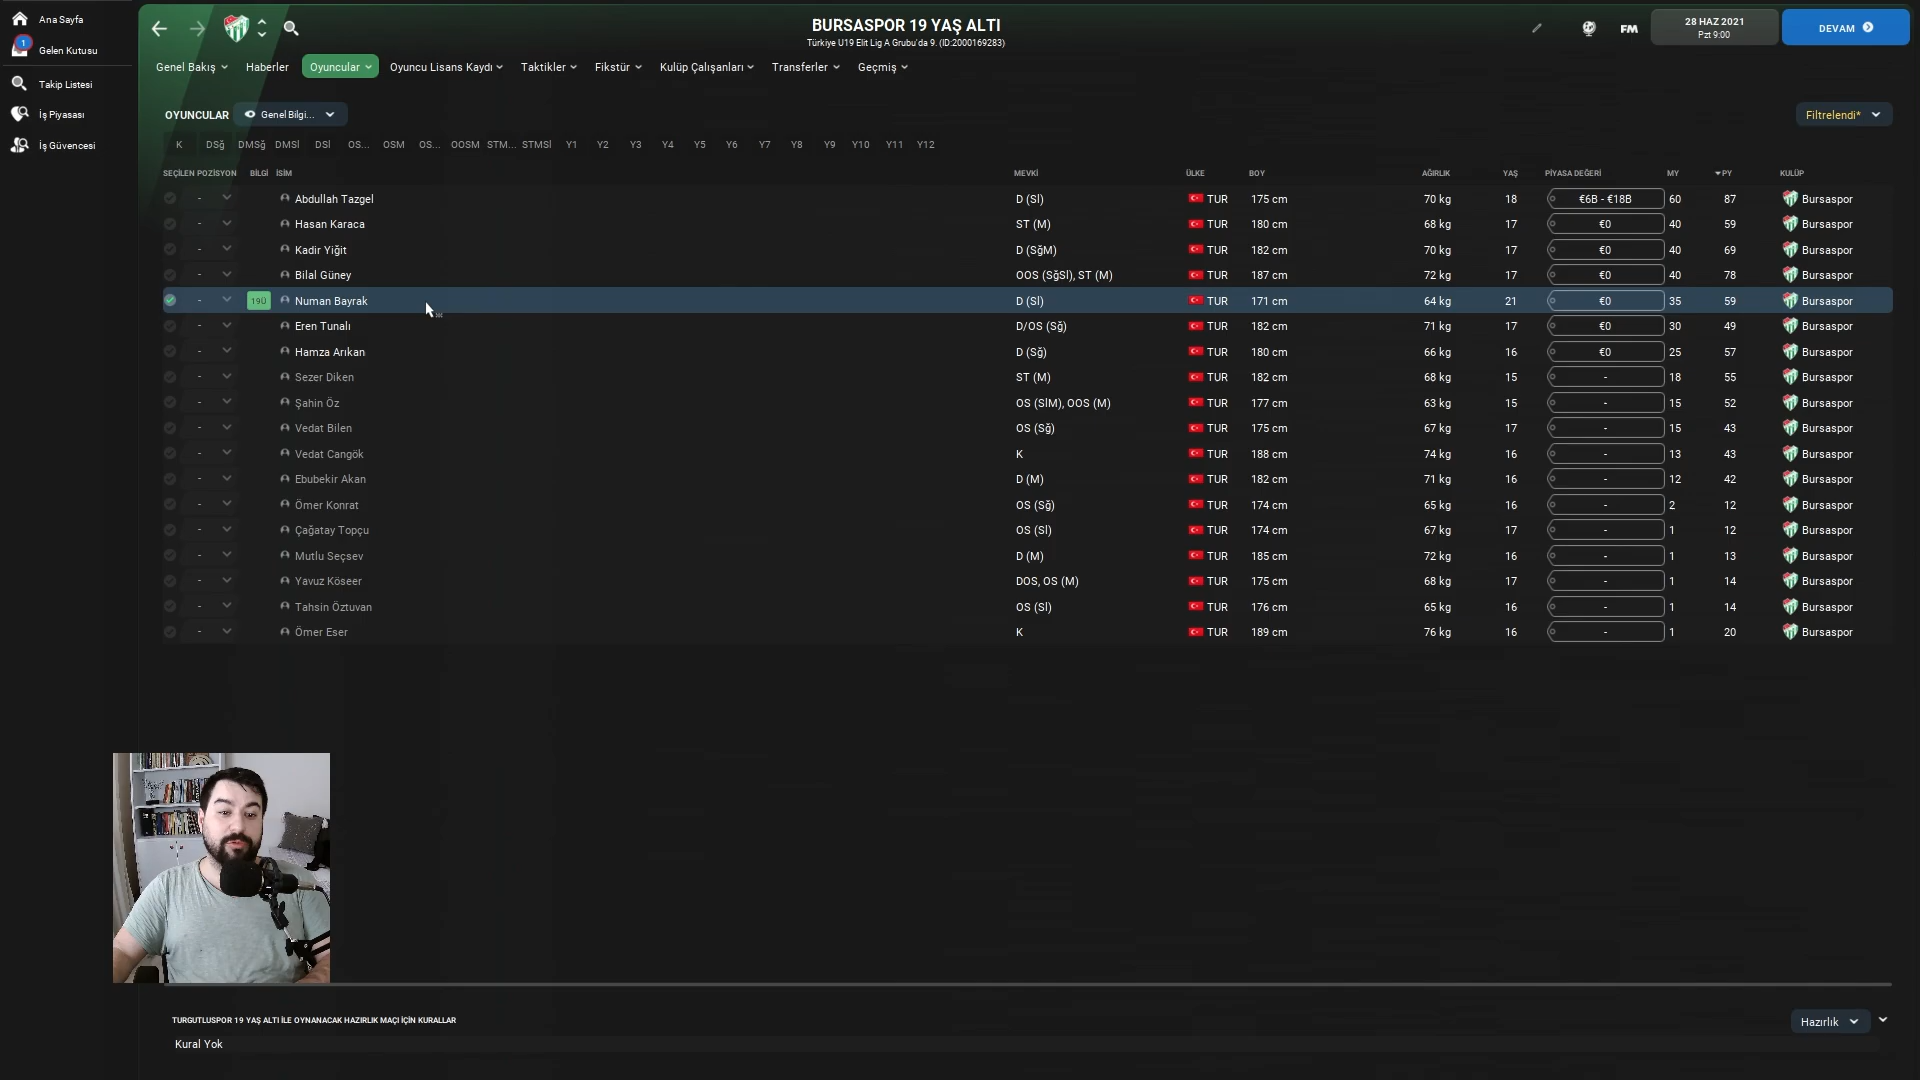 Ana Sayfa
1
Gelen Kutusu
Takip Listesi
İş Piyasası
İş Güvencesi
BURSASPOR 19 YAŞ ALTI
Türkiye U19 Elit Lig A Grubu'da 9. (ID:2000169283)
FM
28 HAZ 2021
Pzt 9:00
DEVAM
Genel Bakış Haberler Oyuncular Oyuncu Lisans Kaydı Taktikler Fikstür Kulüp Çalışanları Transferler Geçmiş
OYUNCULAR Genel Bilgi... Filtrelendi*
K DSğ DMSğ DMSl DSl OS... OSM OS... OOSM STM... STMSl Y1 Y2 Y3 Y4 Y5 Y6 Y7 Y8 Y9 Y10 Y11 Y12
SEÇİLEN POZİSYON BİLGİ İSİM MEVKİ ÜLKE BOY AĞIRLIK YAŞ PİYASA DEĞERİ MY PY KULÜP
- Abdullah Tazgel D (Sl) TUR 175 cm 70 kg 18 €6B - €18B 60 87 Bursaspor
- Hasan Karaca ST (M) TUR 180 cm 68 kg 17 €0 40 59 Bursaspor
- Kadir Yiğit D (SğM) TUR 182 cm 70 kg 17 €0 40 69 Bursaspor
- Bilal Güney OOS (SğSl), ST (M) TUR 187 cm 72 kg 17 €0 40 78 Bursaspor
- 19Ü Numan Bayrak D (Sl) TUR 171 cm 64 kg 21 €0 35 59 Bursaspor
- Eren Tunalı D/OS (Sğ) TUR 182 cm 71 kg 17 €0 30 49 Bursaspor
- Hamza Arıkan D (Sğ) TUR 180 cm 66 kg 16 €0 25 57 Bursaspor
- Sezer Diken ST (M) TUR 182 cm 68 kg 15 - 18 55 Bursaspor
- Şahin Öz OS (SlM), OOS (M) TUR 177 cm 63 kg 15 - 15 52 Bursaspor
- Vedat Bilen OS (Sğ) TUR 175 cm 67 kg 17 - 15 43 Bursaspor
- Vedat Cangök K TUR 188 cm 74 kg 16 - 13 43 Bursaspor
- Ebubekir Akan D (M) TUR 182 cm 71 kg 16 - 12 42 Bursaspor
- Ömer Konrat OS (Sğ) TUR 174 cm 65 kg 16 - 2 12 Bursaspor
- Çağatay Topçu OS (Sl) TUR 174 cm 67 kg 17 - 1 12 Bursaspor
- Mutlu Seçsev D (M) TUR 185 cm 72 kg 16 - 1 13 Bursaspor
- Yavuz Köseer DOS, OS (M) TUR 175 cm 68 kg 17 - 1 14 Bursaspor
- Tahsin Öztuvan OS (Sl) TUR 176 cm 65 kg 16 - 1 14 Bursaspor
- Ömer Eser K TUR 189 cm 76 kg 16 - 1 20 Bursaspor
TURGUTLUSPOR 19 YAŞ ALTI İLE OYNANACAK HAZIRLIK MAÇI İÇİN KURALLAR
Hazırlık
Kural Yok